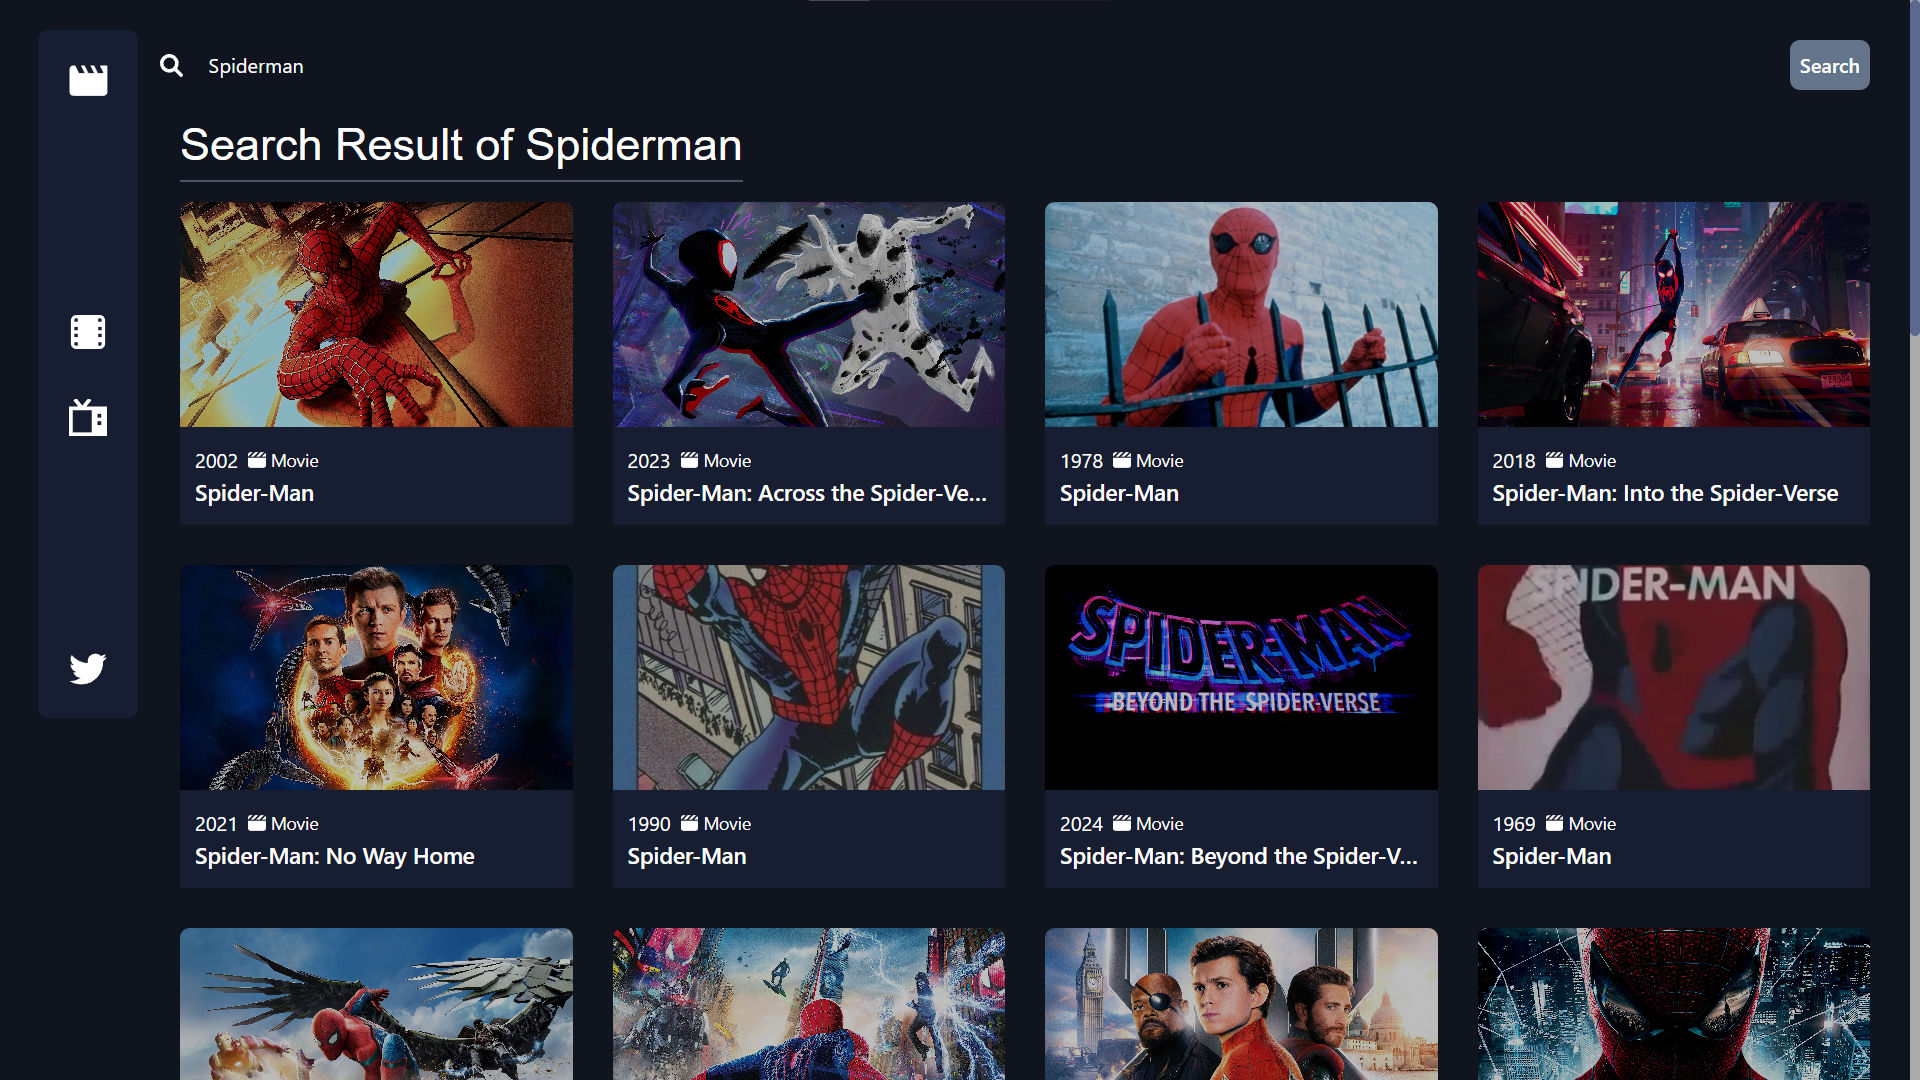 Spiderman
Search
Search Result of Spiderman
2002 Movie
Spider-Man
2023 Movie
Spider-Man: Across the Spider-Ve...
1978 Movie
Spider-Man
2018 Movie
Spider-Man: Into the Spider-Verse
SPIDER-MAN
BEYOND THE SPIDER-VERSE
SPIDER-MAN
2021 Movie
Spider-Man: No Way Home
1990 Movie
Spider-Man
2024 Movie
Spider-Man: Beyond the Spider-V...
1969 Movie
Spider-Man